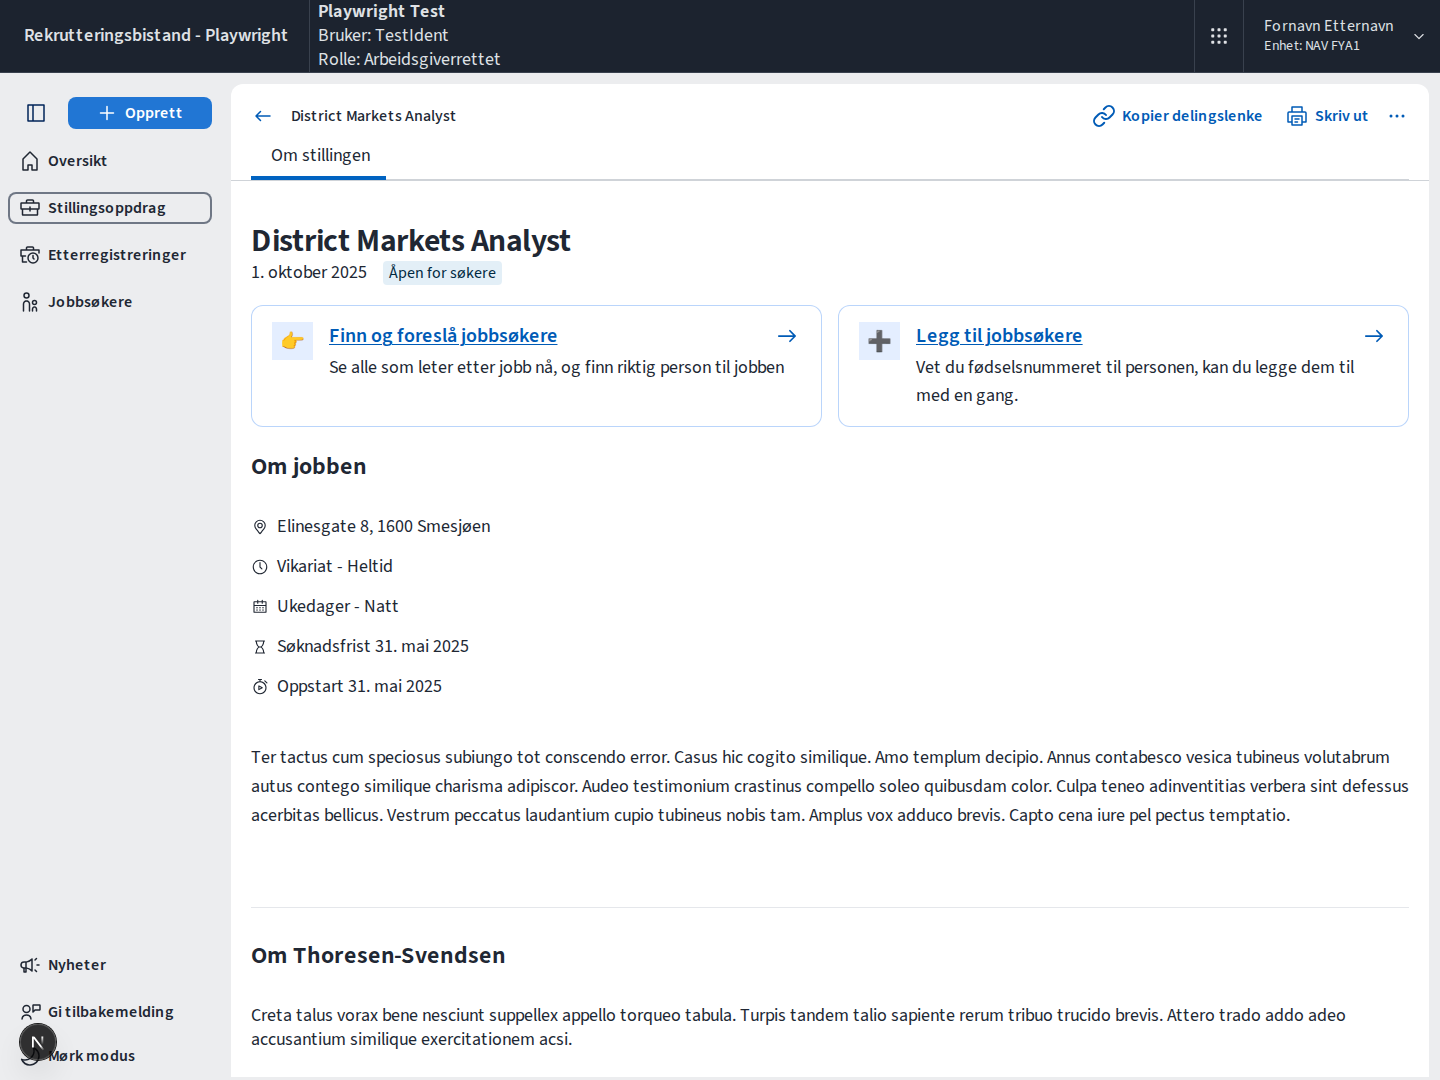 Rekrutteringsbistand - Playwright
Playwright Test
Bruker: TestIdent
Rolle: Arbeidsgiverrettet
Fornavn Etternavn
Enhet: NAV FYA1
Opprett
Oversikt
Stillingsoppdrag
Etterregistreringer
Jobbsøkere
Nyheter
Gi tilbakemelding
N
Mørk modus
District Markets Analyst
Kopier delingslenke
Skriv ut
Om stillingen
District Markets Analyst
1. oktober 2025
Åpen for søkere
Finn og foreslå jobbsøkere
Se alle som leter etter jobb nå, og finn riktig person til jobben
Legg til jobbsøkere
Vet du fødselsnummeret til personen, kan du legge dem til
med en gang.
Om jobben
Elinesgate 8, 1600 Smesjøen
Vikariat - Heltid
Ukedager - Natt
Søknadsfrist 31. mai 2025
Oppstart 31. mai 2025
Ter tactus cum speciosus subiungo tot conscendo error. Casus hic cogito similique. Amo templum decipio. Annus contabesco vesica tubineus volutabrum
autus contego similique charisma adipiscor. Audeo testimonium crastinus compello soleo quibusdam color. Culpa teneo adinventitias verbera sint defessus
acerbitas bellicus. Vestrum peccatus laudantium cupio tubineus nobis tam. Amplus vox adduco brevis. Capto cena iure pel pectus temptatio.
Om Thoresen-Svendsen
Creta talus vorax bene nesciunt suppellex appello torqueo tabula. Turpis tandem talio sapiente rerum tribuo trucido brevis. Attero trado addo adeo
accusantium similique exercitationem acsi.